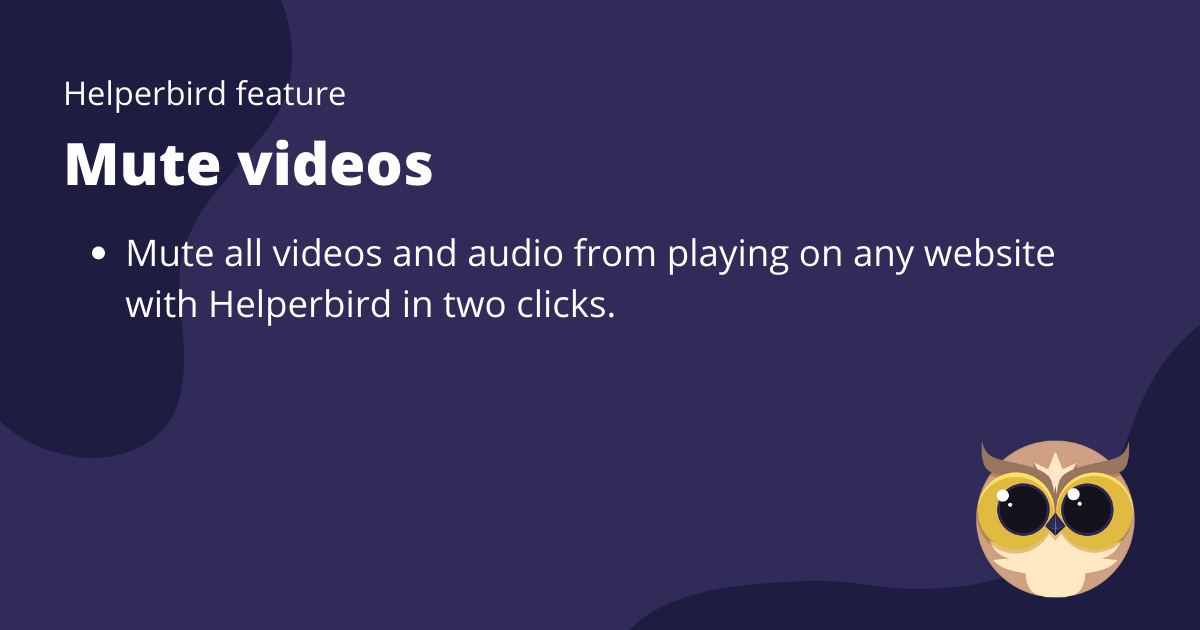 Helperbird feature
Mute videos
• Mute all videos and audio from playing on any website
with Helperbird in two clicks.